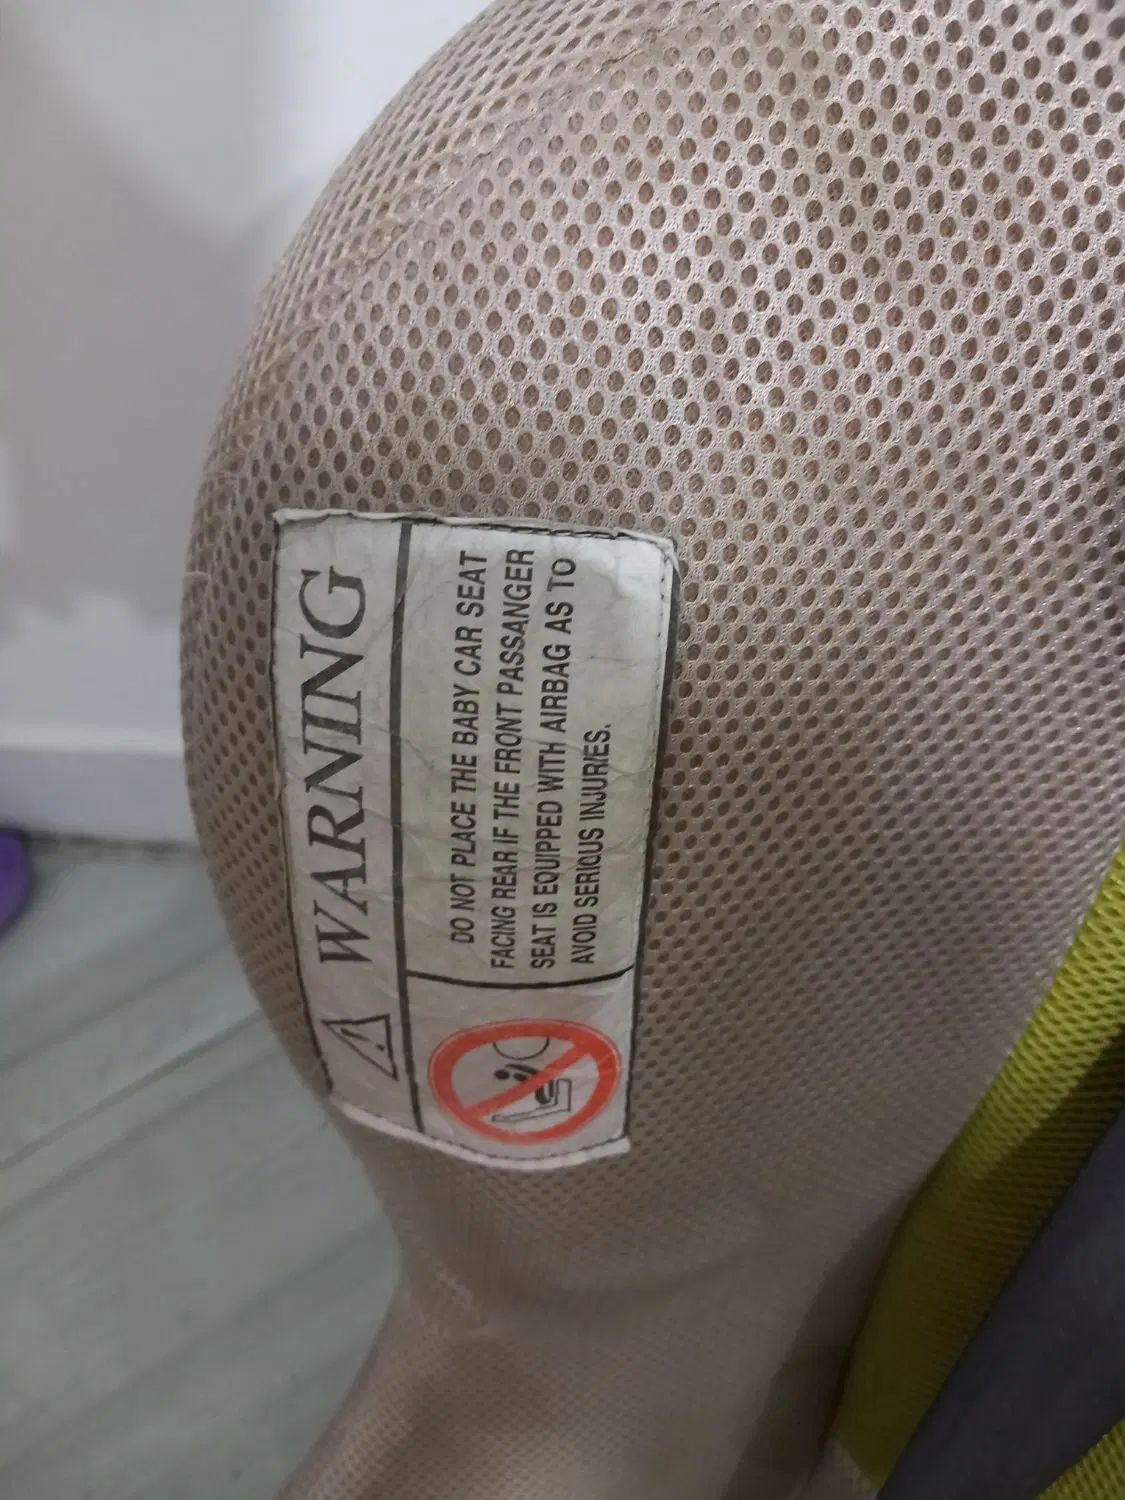 WARNING
DO NOT PLACE THE BABY CAR SEAT
FACING REAR IF THE FRONT PASSANGER
SEAT IS EQUIPPED WITH AIRBAG AS TO
AVOID SERIOUS INJURIES.